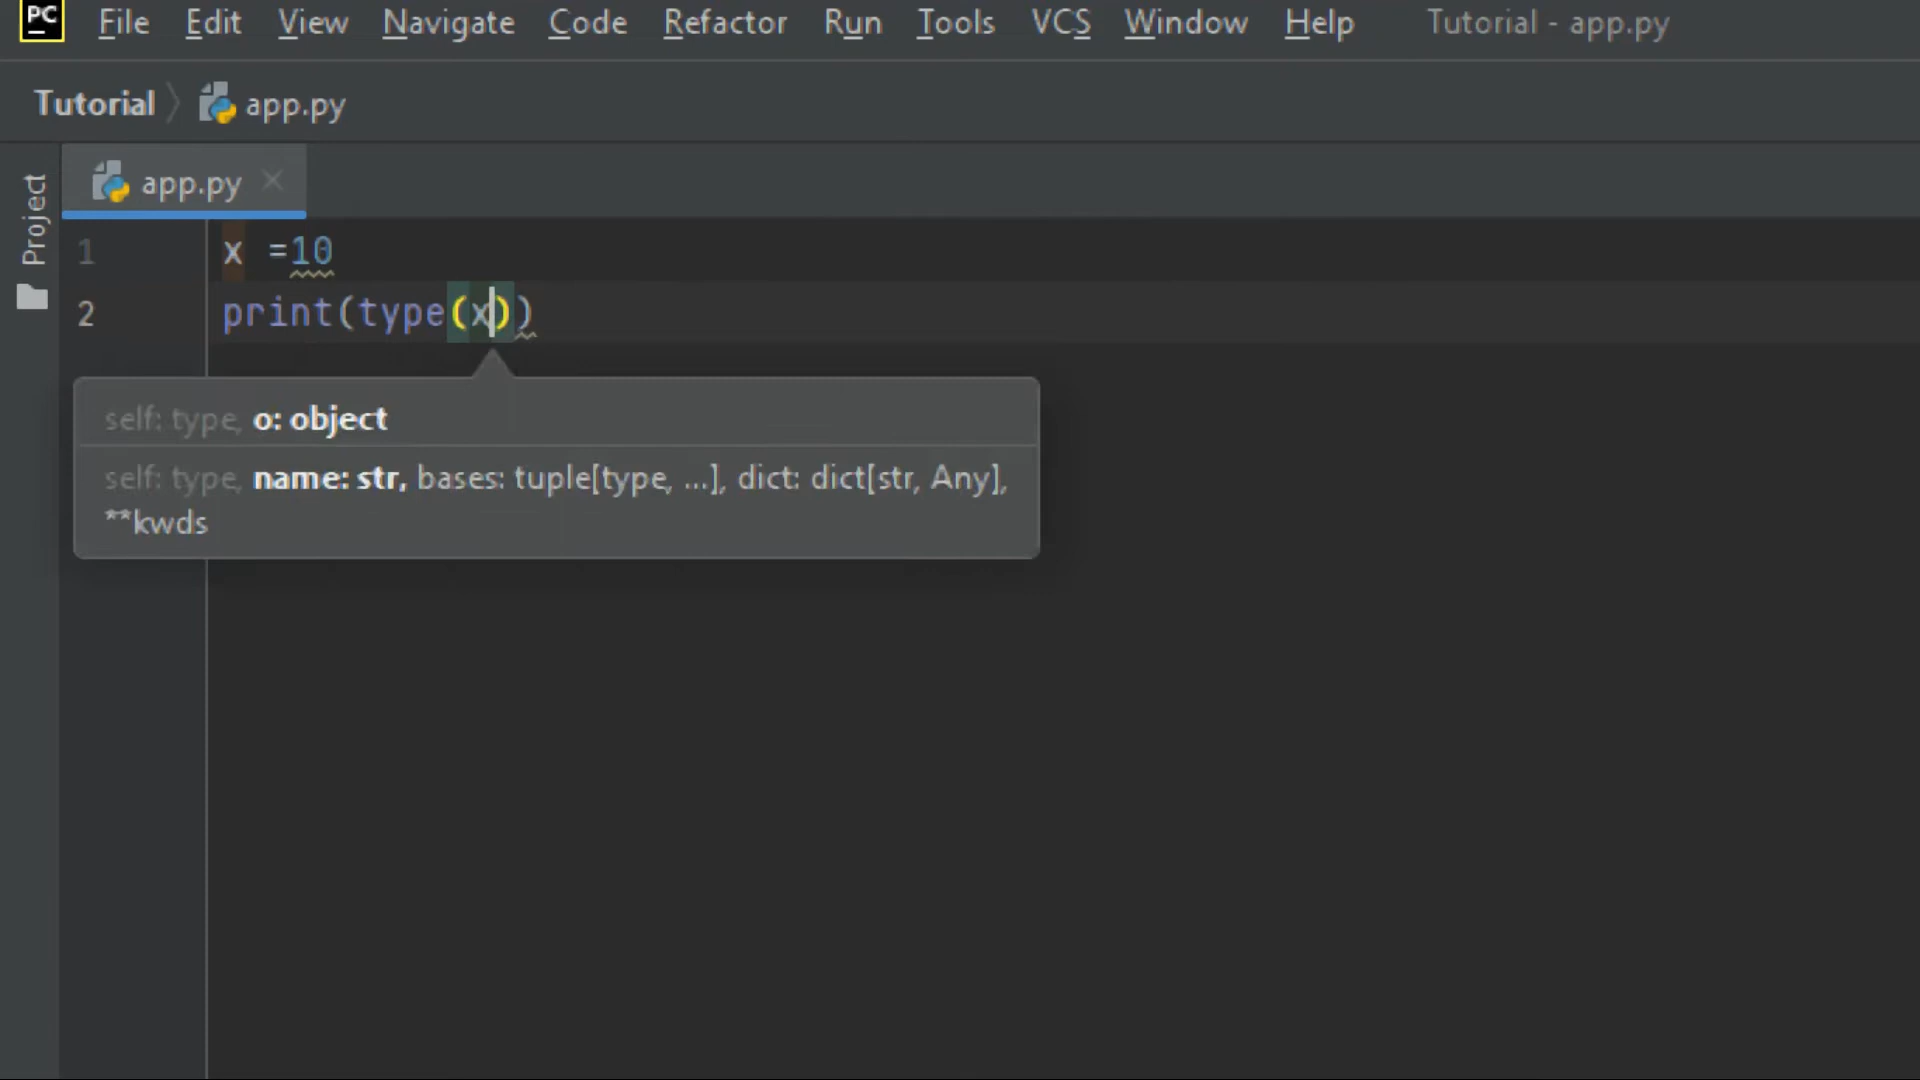 PC File Edit View Navigate Code Refactor Run Tools VCS Window Help Tutorial - app.py
Tutorial app.py
app.py
Project
1 x =10
2 print(type(x))
self: type, o: object
self: type, name: str, bases: tuple[type, ...], dict: dict[str, Any],
**kwds